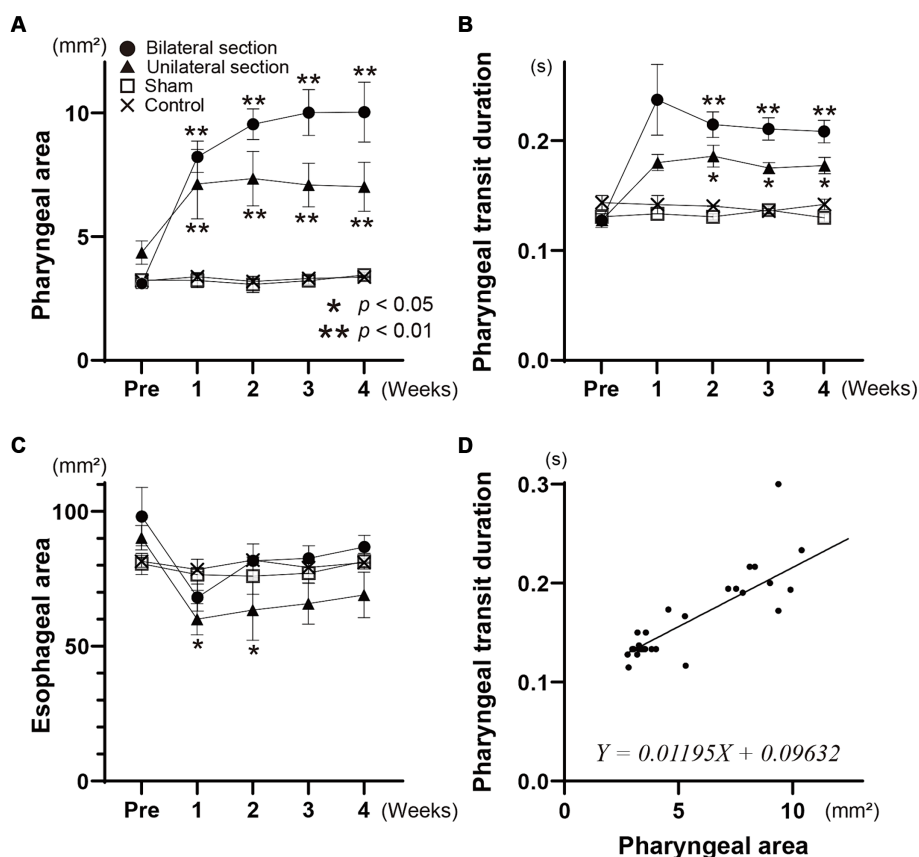 A
(mm²)
Pharyngeal area
Bilateral section
Unilateral section
Sham
Control
10
5
0
** ** ** **
** ** ** **
* p < 0.05
** p < 0.01
Pre 1 2 3 4 (Weeks)
B
(s)
Pharyngeal transit duration
0.2
0.1
0.0
** ** **
* * *
Pre 1 2 3 4 (Weeks)
C
(mm²)
Esophageal area
100
50
0
* *
Pre 1 2 3 4 (Weeks)
D
(s)
Pharyngeal transit duration
0.3
0.2
0.1
0.0
Y = 0.01195X + 0.09632
0 5 10 (mm²)
Pharyngeal area